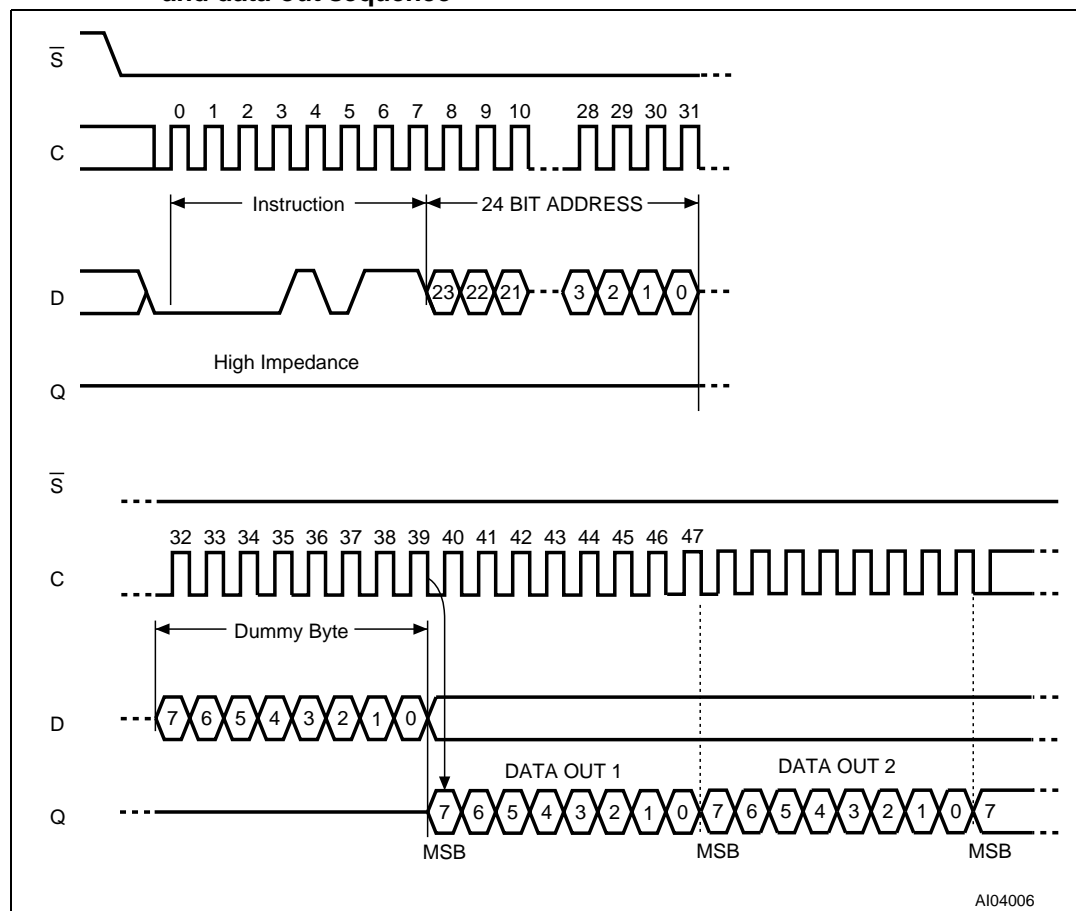 and data-out sequence
S
0 1 2 3 4 5 6 7 8 9 10 28 29 30 31
C
Instruction 24 BIT ADDRESS
D 23 22 21 3 2 1 0
High Impedance
Q
S
32 33 34 35 36 37 38 39 40 41 42 43 44 45 46 47
C
Dummy Byte
D 7 6 5 4 3 2 1 0
DATA OUT 1 DATA OUT 2
Q 7 6 5 4 3 2 1 0 7 6 5 4 3 2 1 0 7
MSB MSB MSB
AI04006